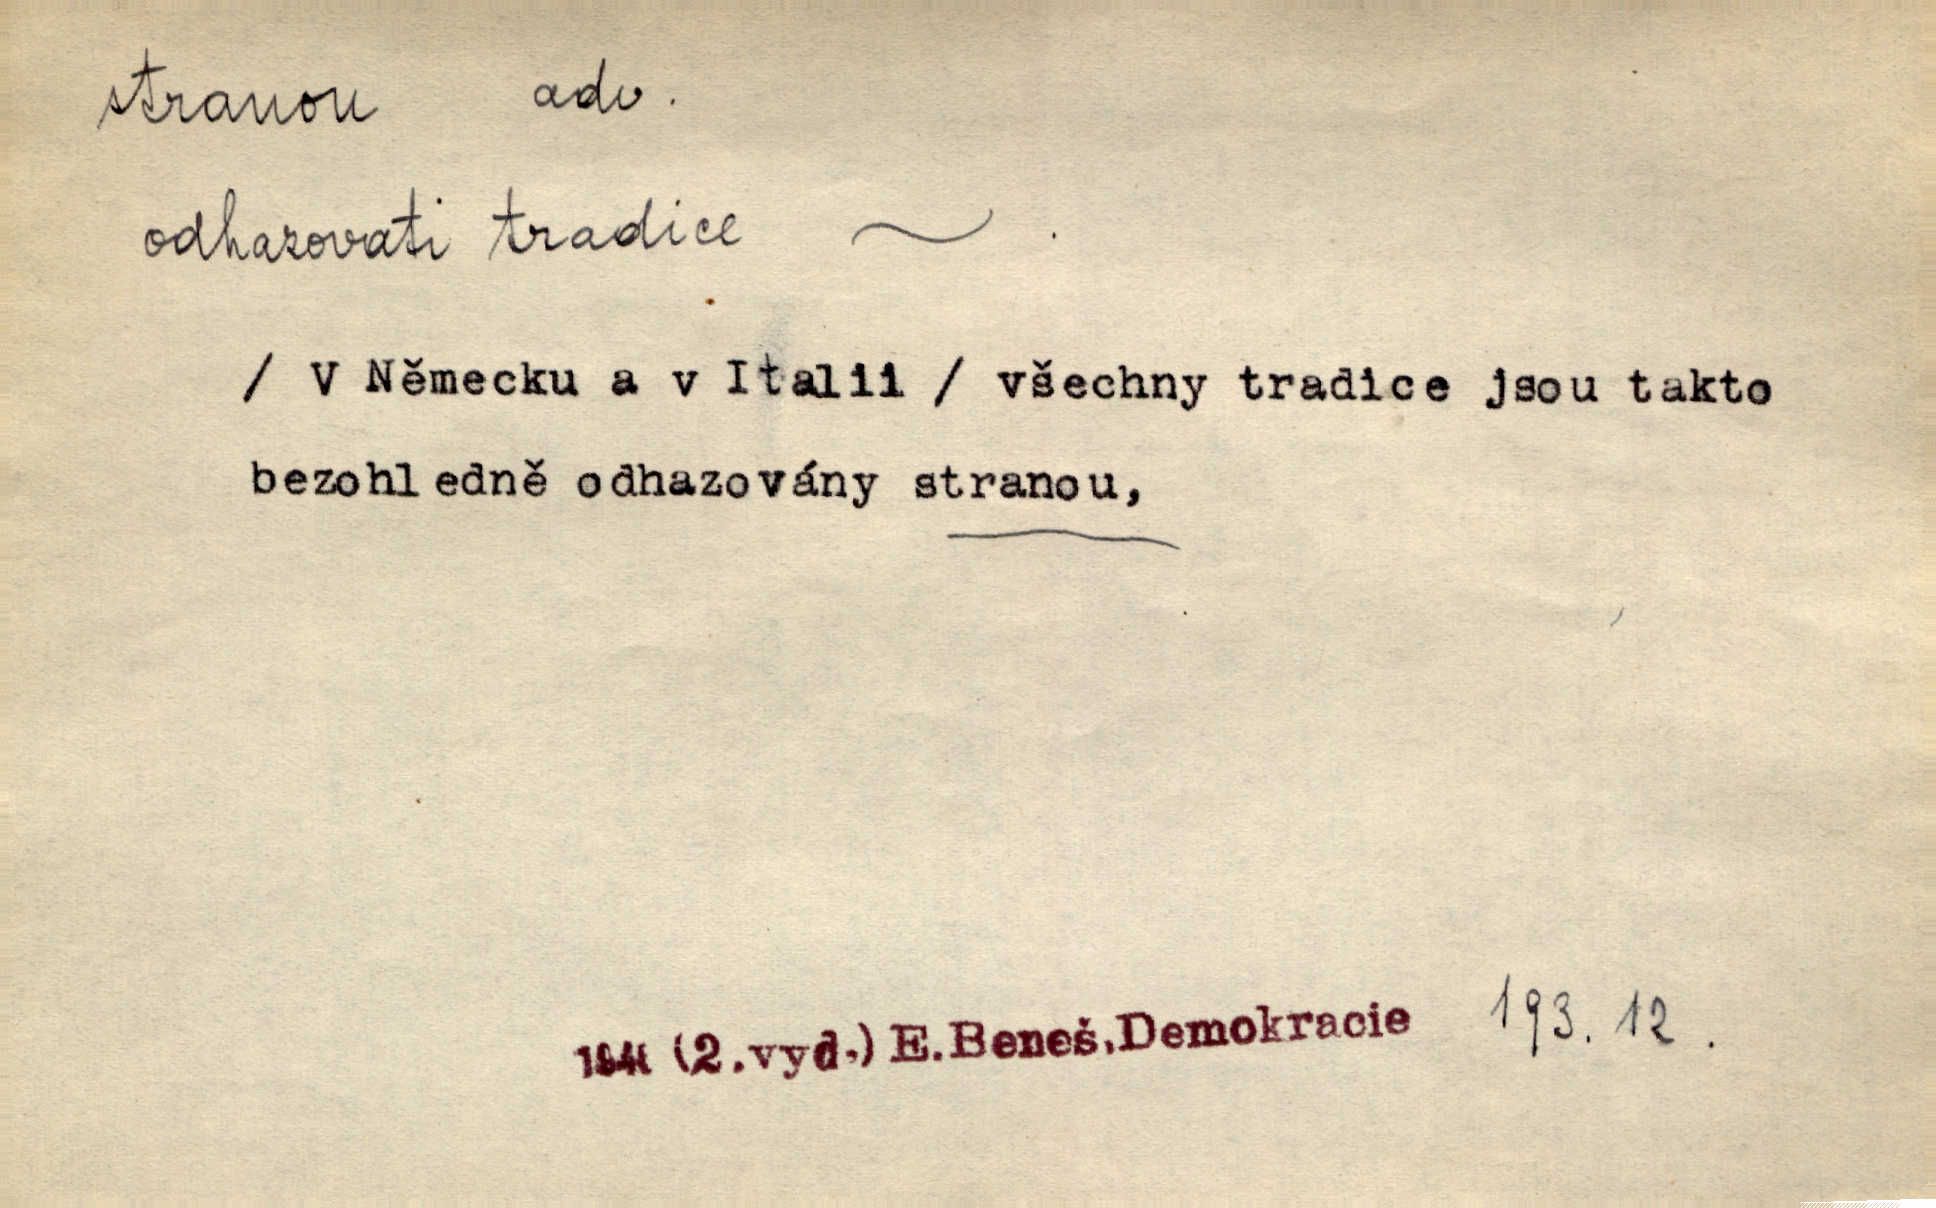 stranou adv.
odhazovati tradice ~ .
/ V Německu a v Italii / všechny tradice jsou takto
bezohledně odhazovány stranou,
(2.vyd.) E.Beneš,Demokracie 193. 12.